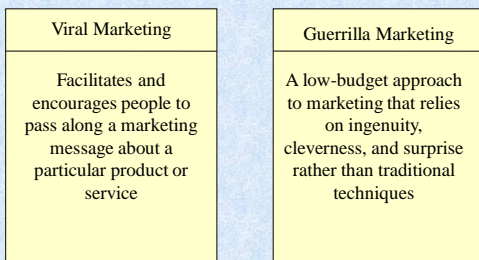 Viral Marketing
Facilitates and
encourages people to
pass along a marketing
message about a
particular product or
service
Guerrilla Marketing
A low-budget approach
to marketing that relies
on ingenuity,
cleverness, and surprise
rather than traditional
techniques